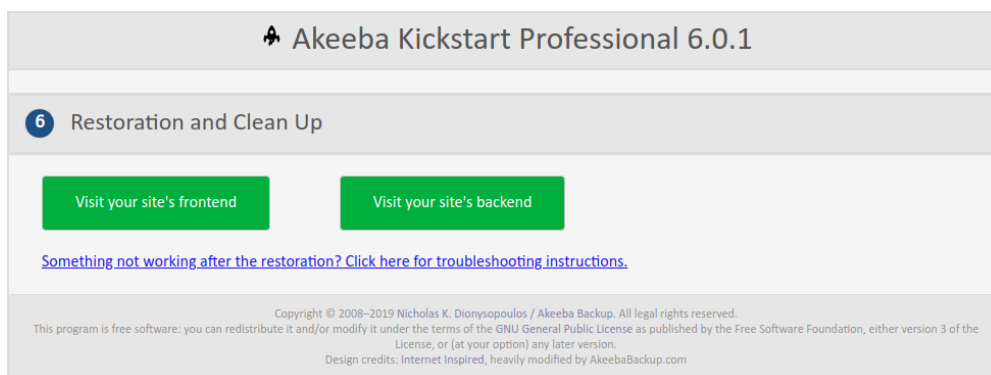 Akeeba Kickstart Professional 6.0.1
6 Restoration and Clean Up
Visit your site's frontend
Visit your site's backend
Something not working after the restoration? Click here for troubleshooting instructions.
Copyright © 2008–2019 Nicholas K. Dionysopoulos / Akeeba Backup. All legal rights reserved.
This program is free software: you can redistribute it and/or modify it under the terms of the GNU General Public License as published by the Free Software Foundation, either version 3 of the
License, or (at your option) any later version.
Design credits: Internet Inspired, heavily modified by AkeebaBackup.com